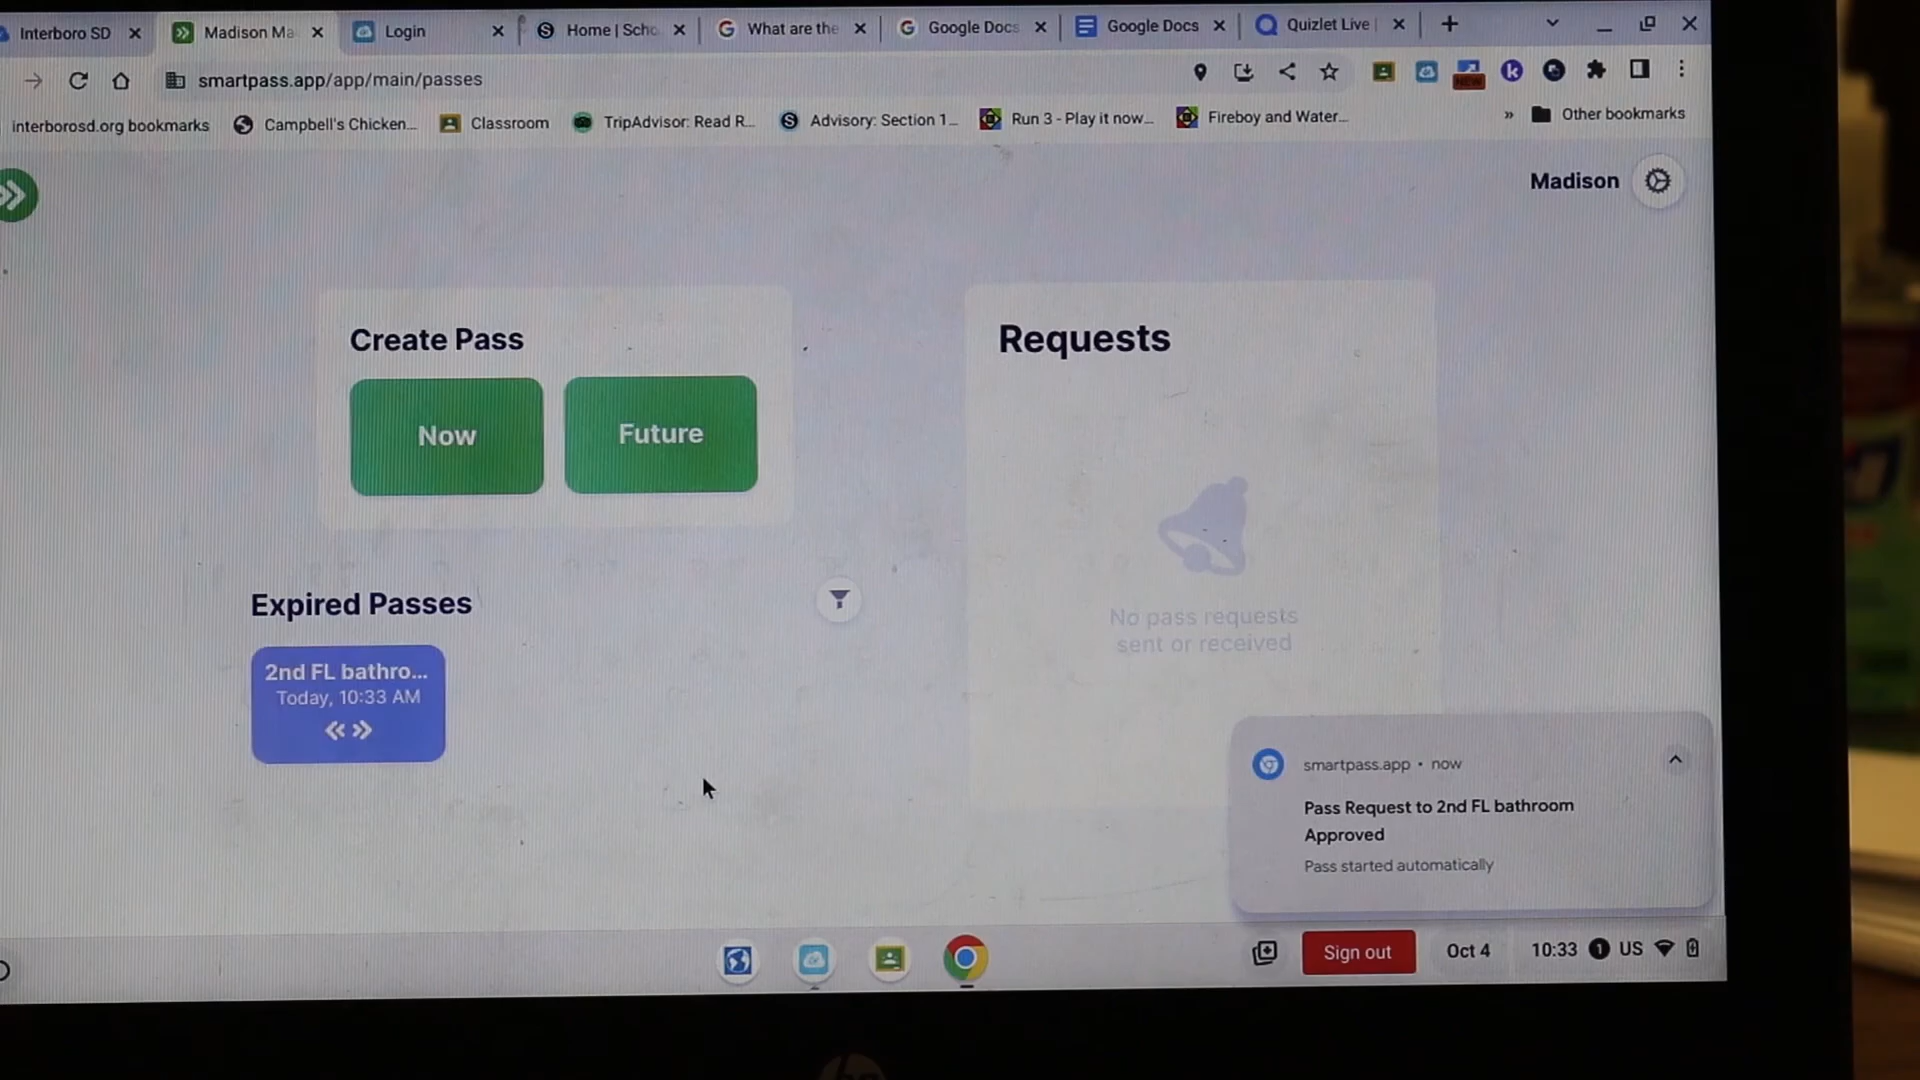 Interboro SD
Madison Ma
Login
Home | Scho
What are the
Google Docs
Google Docs
Quizlet Live |
smartpass.app/app/main/passes
NEW
k
interborosd.org bookmarks
Campbell's Chicken...
Classroom
TripAdvisor: Read R...
Advisory: Section 1...
Run 3 - Play it now...
Fireboy and Water...
Other bookmarks
Madison
Create Pass
Now
Future
Requests
No pass requests
sent or received
Expired Passes
2nd FL bathro...
Today, 10:33 AM
smartpass.app • now
Pass Request to 2nd FL bathroom
Approved
Pass started automatically
Sign out
Oct 4
10:33
1
US
hp